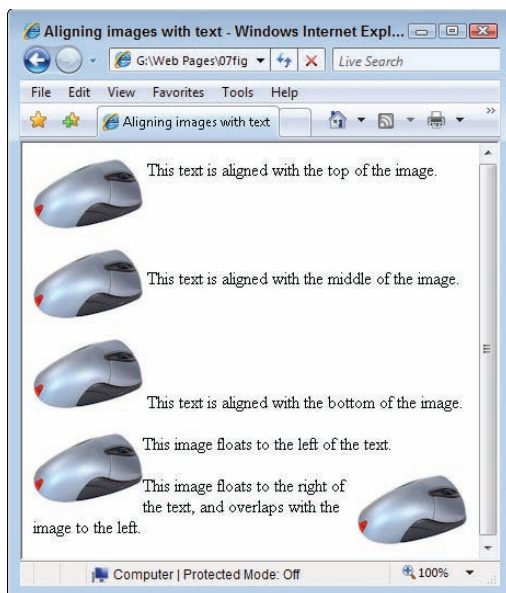 Aligning images with text - Windows Internet Expl...
G:\Web Pages\07fig
Live Search
File Edit View Favorites Tools Help
Aligning images with text
This text is aligned with the top of the image.
This text is aligned with the middle of the image.
This text is aligned with the bottom of the image.
This image floats to the left of the text.
This image floats to the right of
the text, and overlaps with the
image to the left.
Computer | Protected Mode: Off
100%